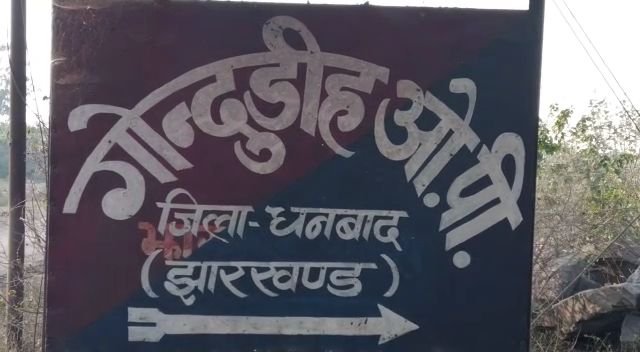 गोन्दुडीह ओ.पी.
जिला-धनबाद
(झारखण्ड)